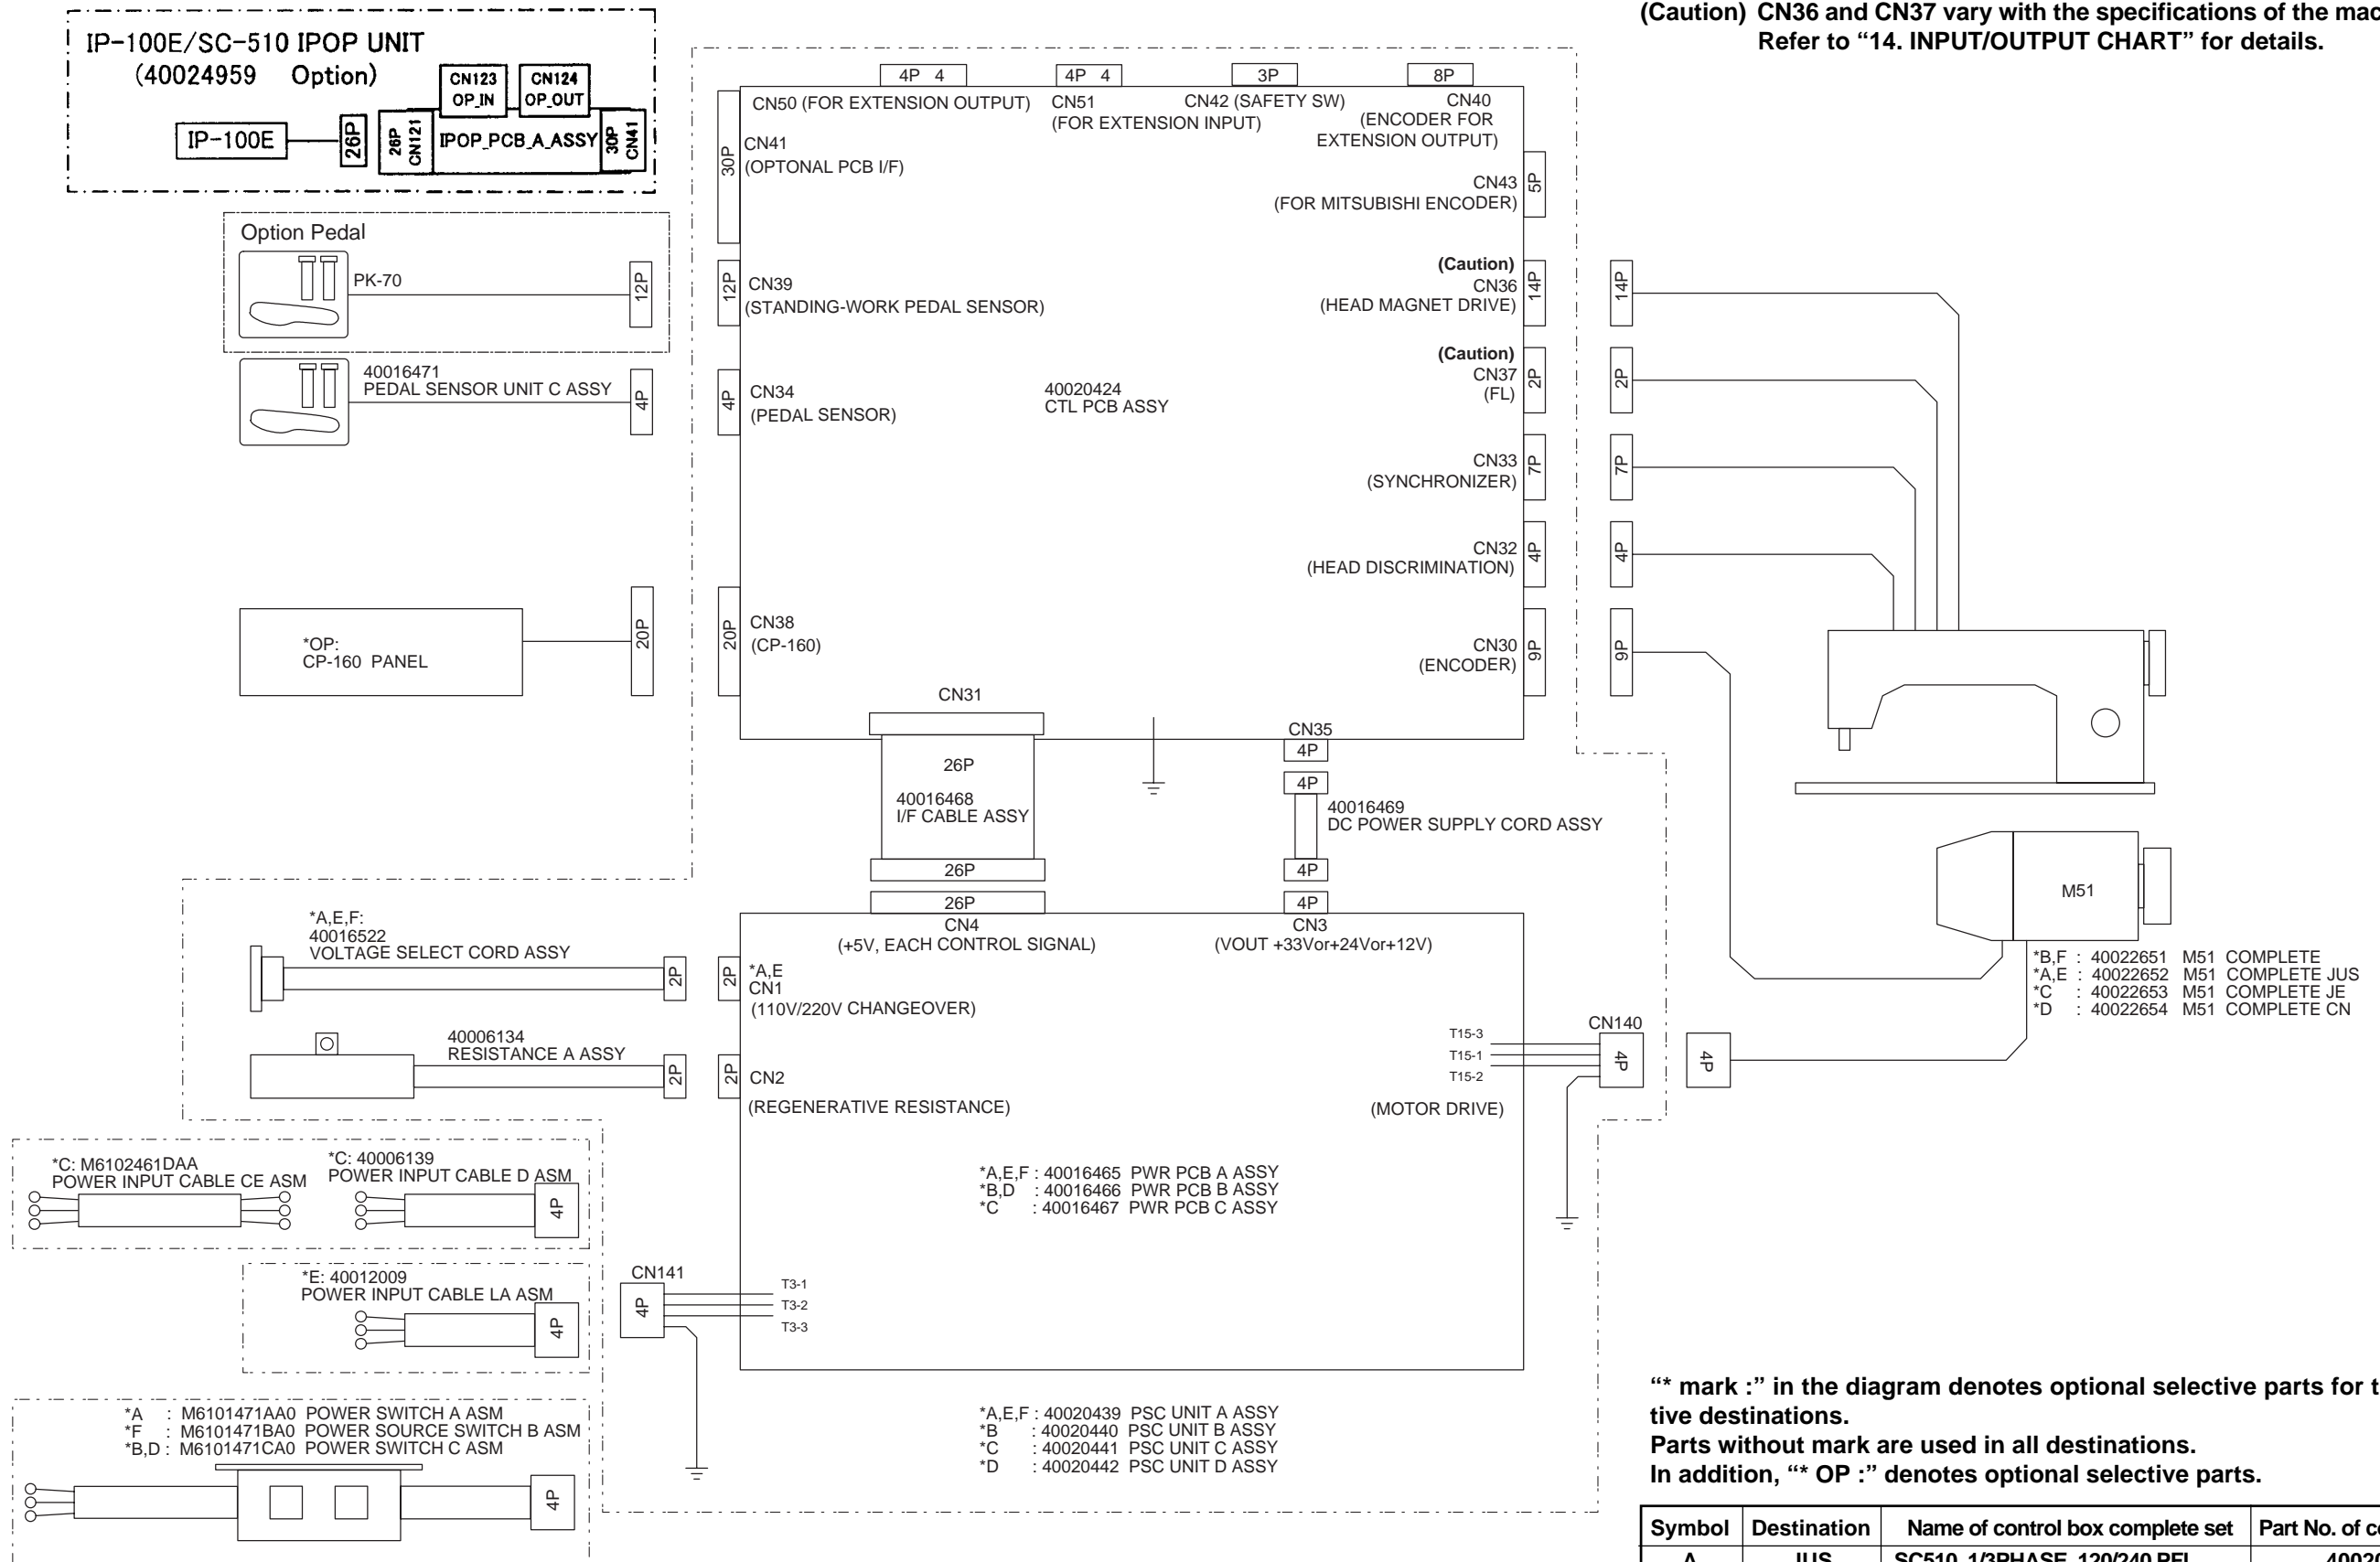 (Caution) CN36 and CN37 vary with the specifications of the
Refer to “14. INPUT/OUTPUT CHART” for details.
IP-100E/SC-510 IPOP UNIT
(40024959 Option)
CN123
OP_IN
CN124
OP_OUT
IP-100E
26P
26P
CN121
IPOP_PCB_A_ASSY
30P
CN41
4P 4
4P 4
3P
8P
CN50 (FOR EXTENSION OUTPUT)
CN51
(FOR EXTENSION INPUT)
CN42 (SAFETY SW)
CN40
(ENCODER FOR
EXTENSION OUTPUT)
30P
CN41
(OPTONAL PCB I/F)
CN43
(FOR MITSUBISHI ENCODER)
5P
Option Pedal
PK-70
12P
12P
CN39
(STANDING-WORK PEDAL SENSOR)
(Caution)
CN36
(HEAD MAGNET DRIVE)
14P
14P
40016471
PEDAL SENSOR UNIT C ASSY
4P
4P
CN34
(PEDAL SENSOR)
40020424
CTL PCB ASSY
(Caution)
CN37
(FL)
2P
2P
CN33
(SYNCHRONIZER)
7P
7P
CN32
(HEAD DISCRIMINATION)
4P
4P
*OP:
CP-160 PANEL
20P
20P
CN38
(CP-160)
CN30
(ENCODER)
9P
9P
CN31
26P
40016468
I/F CABLE ASSY
26P
CN35
4P
4P
40016469
DC POWER SUPPLY CORD ASSY
4P
26P
CN4
(+5V, EACH CONTROL SIGNAL)
4P
CN3
(VOUT +33Vor+24Vor+12V)
M51
*B,F : 40022651 M51 COMPLETE
*A,E : 40022652 M51 COMPLETE JUS
*C : 40022653 M51 COMPLETE JE
*D : 40022654 M51 COMPLETE CN
*A,E,F:
40016522
VOLTAGE SELECT CORD ASSY
2P
2P
*A,E
CN1
(110V/220V CHANGEOVER)
40006134
RESISTANCE A ASSY
2P
2P
CN2
(REGENERATIVE RESISTANCE)
T15-3
T15-1
T15-2
(MOTOR DRIVE)
CN140
4P
4P
*C: M6102461DAA
POWER INPUT CABLE CE ASM
*C: 40006139
POWER INPUT CABLE D ASM
4P
*A,E,F : 40016465 PWR PCB A ASSY
*B,D : 40016466 PWR PCB B ASSY
*C : 40016467 PWR PCB C ASSY
*E: 40012009
POWER INPUT CABLE LA ASM
4P
CN141
4P
T3-1
T3-2
T3-3
*A : M6101471AA0 POWER SWITCH A ASM
*F : M6101471BA0 POWER SOURCE SWITCH B ASM
*B,D : M6101471CA0 POWER SWITCH C ASM
4P
*A,E,F : 40020439 PSC UNIT A ASSY
*B : 40020440 PSC UNIT B ASSY
*C : 40020441 PSC UNIT C ASSY
*D : 40020442 PSC UNIT D ASSY
“* mark :” in the diagram denotes optional selective parts for
tive destinations.
Parts without mark are used in all destinations.
In addition, “* OP :” denotes optional selective parts.
Symbol Destination Name of control box complete set Part No. of
A JUS SC510, 1/3PHASE, 120/240